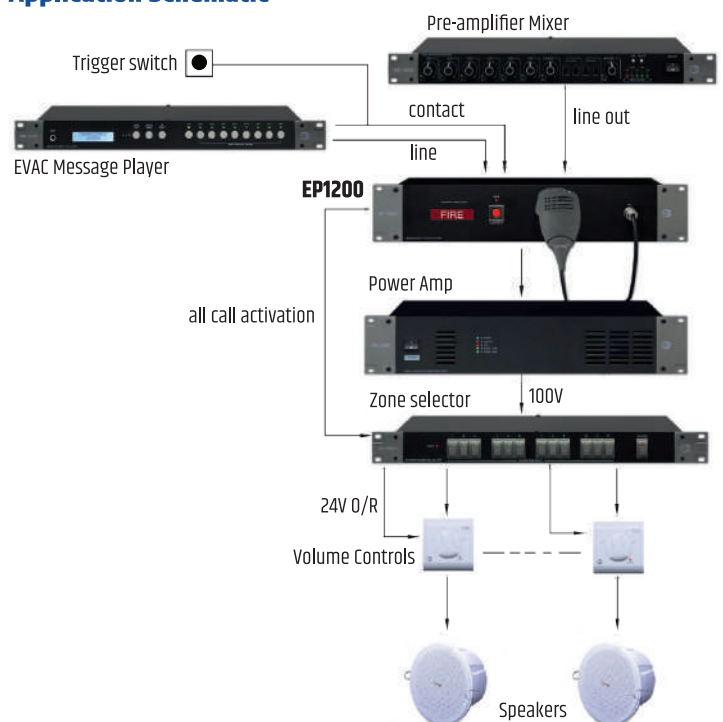 Application Schematic
Pre-amplifier Mixer
Trigger switch
contact
line out
line
EVAC Message Player
EP1200
FIRE
Power Amp
all call activation
100V
Zone selector
24V O/R
Volume Controls
Speakers